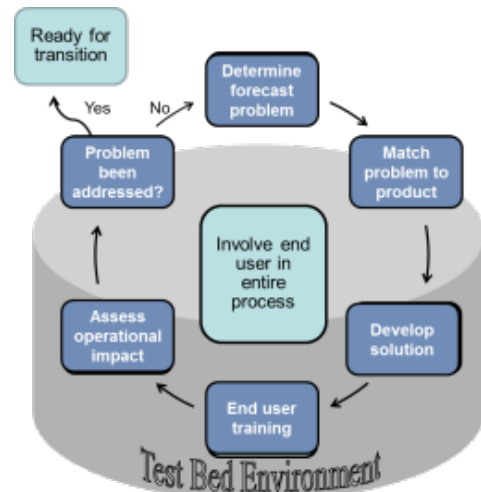 Ready for
transition
Yes
No
Determine
forecast
problem
Problem
been
addressed?
Match
problem to
product
Involve end
user in
entire
process
Assess
operational
impact
Develop
solution
End user
training
Test Bed Environment